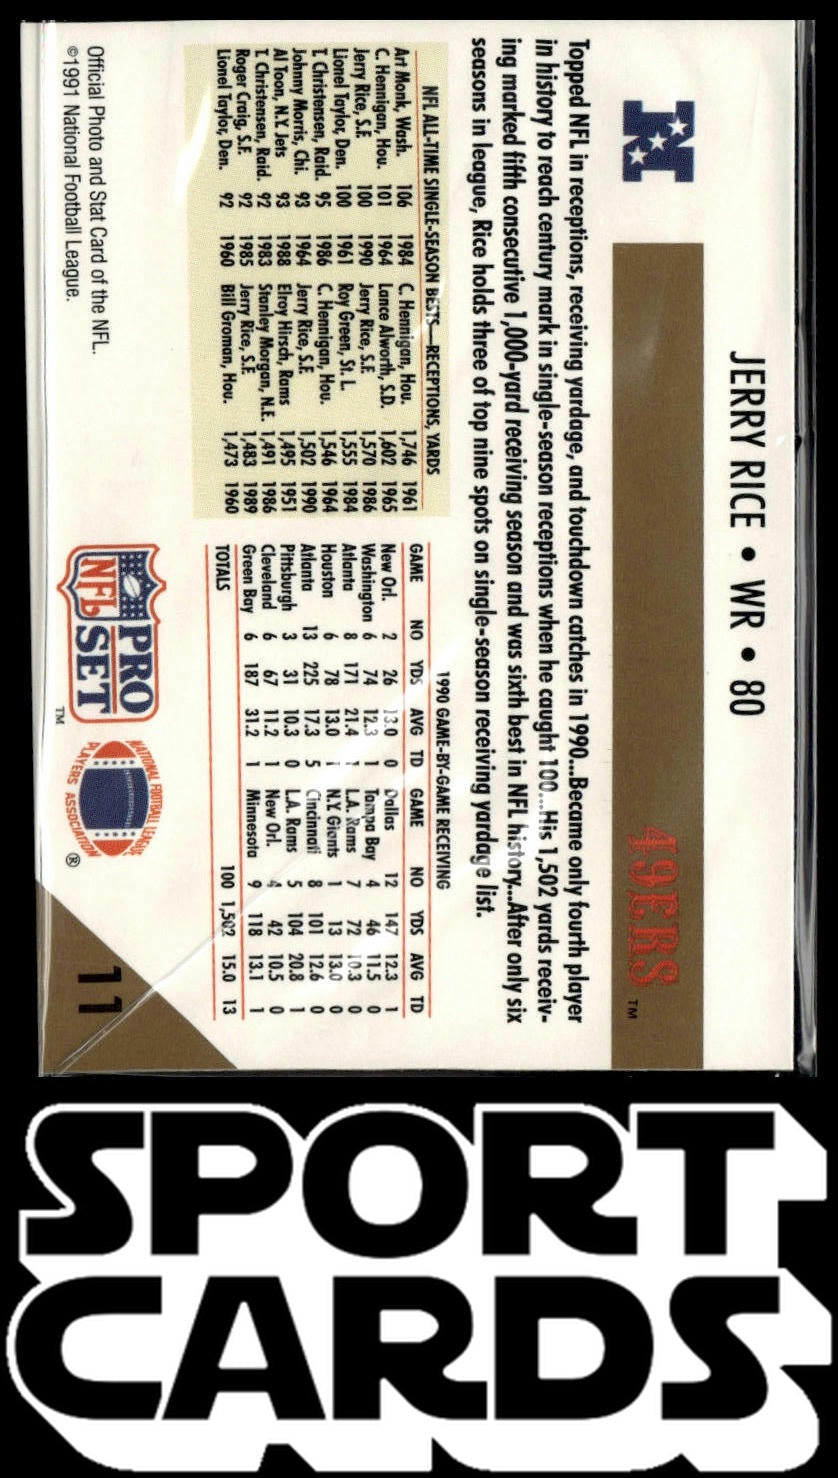 JERRY RICE • WR • 80
N
49ERS ™
Topped NFL in receptions, receiving yardage, and touchdown catches in 1990...Became only fourth player
in history to reach century mark in single-season receptions when he caught 100...His 1,502 yards receiv-
ing marked fifth consecutive 1,000-yard receiving season and was sixth best in NFL history...After only six
seasons in league, Rice holds three of top nine spots on single-season receiving yardage list.
NFL ALL-TIME SINGLE-SEASON BESTS—RECEPTIONS, YARDS
Art Monk, Wash. 106 1984 C. Hennigan, Hou. 1,746 1961
C. Hennigan, Hou. 101 1964 Lance Alworth, S.D. 1,602 1965
Jerry Rice, S.F. 100 1990 Jerry Rice, S.F. 1,570 1986
Lionel Taylor, Den. 100 1961 Roy Green, St. L. 1,555 1984
T. Christensen, Raid. 95 1986 C. Hennigan, Hou. 1,546 1964
Johnny Morris, Chi. 93 1964 Jerry Rice, S.F. 1,502 1990
Al Toon, N.Y. Jets 93 1988 Elroy Hirsch, Rams 1,495 1951
T. Christensen, Raid. 92 1983 Stanley Morgan, N.E. 1,491 1986
Roger Craig, S.F. 92 1985 Jerry Rice, S.F. 1,483 1989
Lionel Taylor, Den. 92 1960 Bill Groman, Hou. 1,473 1960
1990 GAME-BY-GAME RECEIVING
GAME NO YDS AVG TD GAME NO YDS AVG TD
New Orl. 2 26 13.0 0 Dallas 12 147 12.3 1
Washington 6 74 12.3 1 Tampa Bay 4 46 11.5 0
Atlanta 8 171 21.4 1 L.A. Rams 7 72 10.3 0
Houston 6 78 13.0 1 N.Y. Giants 1 13 13.0 0
Atlanta 13 225 17.3 5 Cincinnati 8 101 12.6 0
Pittsburgh 3 31 10.3 0 L.A. Rams 5 104 20.8 1
Cleveland 6 67 11.2 1 New Orl. 4 42 10.5 0
Green Bay 6 187 31.2 1 Minnesota 9 118 13.1 1
TOTALS 100 1,502 15.0 13
Official Photo and Stat Card of the NFL.
©1991 National Football League.
PRO
NFL SET ™
NATIONAL FOOTBALL LEAGUE
PLAYERS ASSOCIATION ®
11
SPORT
CARDS